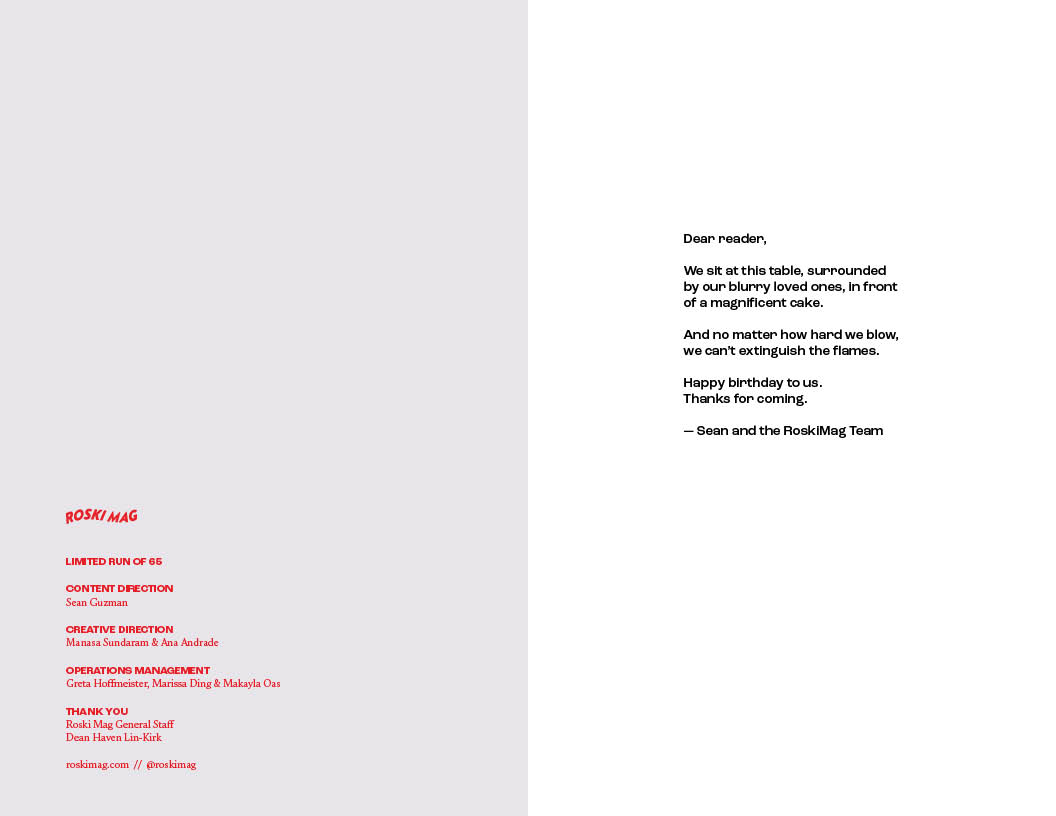 ROSKI MAG
LIMITED RUN OF 65
CONTENT DIRECTION
Sean Guzman
CREATIVE DIRECTION
Manasa Sundaram & Ana Andrade
OPERATIONS MANAGEMENT
Greta Hoffmeister, Marissa Ding & Makayla Oas
THANK YOU
Roski Mag General Staff
Dean Haven Lin-Kirk
roskimag.com // @roskimag
Dear reader,
We sit at this table, surrounded
by our blurry loved ones, in front
of a magnificent cake.
And no matter how hard we blow,
we can't extinguish the flames.
Happy birthday to us.
Thanks for coming.
— Sean and the RoskiMag Team